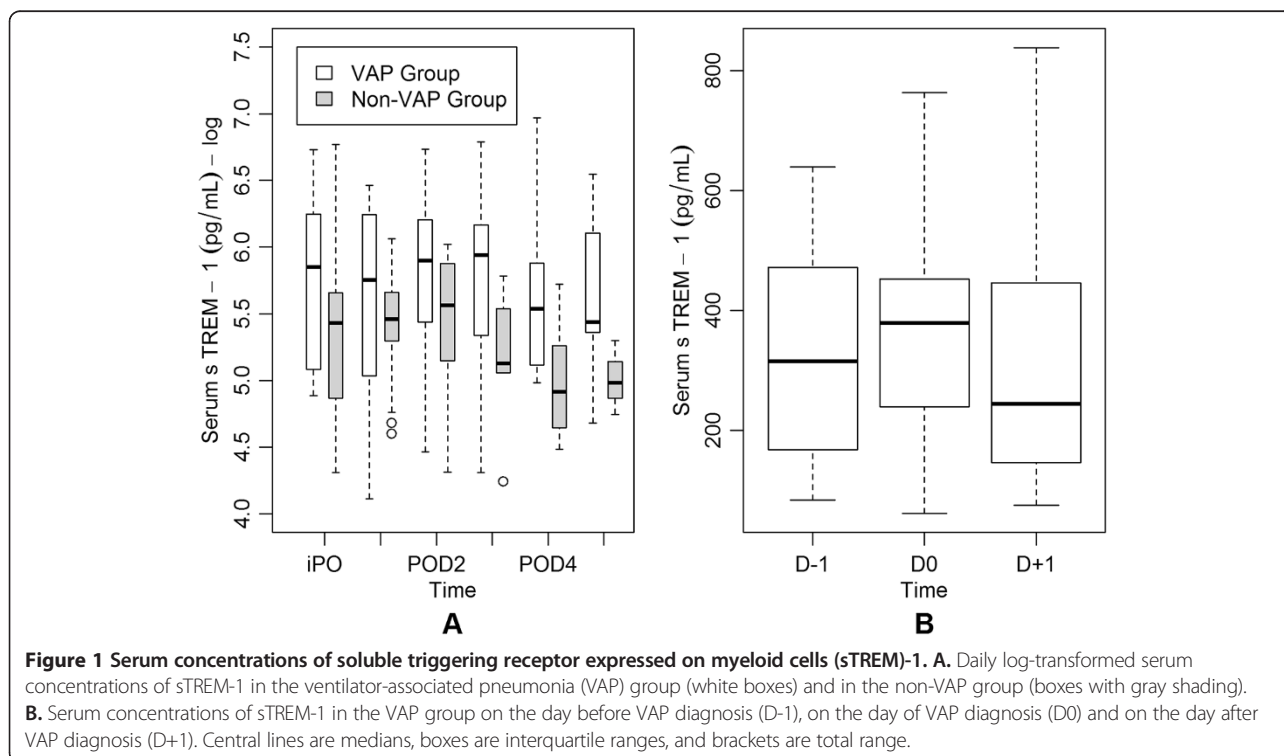 VAP Group
Non-VAP Group
Serum s TREM − 1 (pg/mL) − log
7.5
7.0
6.5
6.0
5.5
5.0
4.5
4.0
iPO POD2 POD4
Time
A
Serum s TREM − 1 (pg/mL)
800
600
400
200
D-1 D0 D+1
Time
B
Figure 1 Serum concentrations of soluble triggering receptor expressed on myeloid cells (sTREM)-1. A. Daily log-transformed serum
concentrations of sTREM-1 in the ventilator-associated pneumonia (VAP) group (white boxes) and in the non-VAP group (boxes with gray shading).
B. Serum concentrations of sTREM-1 in the VAP group on the day before VAP diagnosis (D-1), on the day of VAP diagnosis (D0) and on the day after
VAP diagnosis (D+1). Central lines are medians, boxes are interquartile ranges, and brackets are total range.